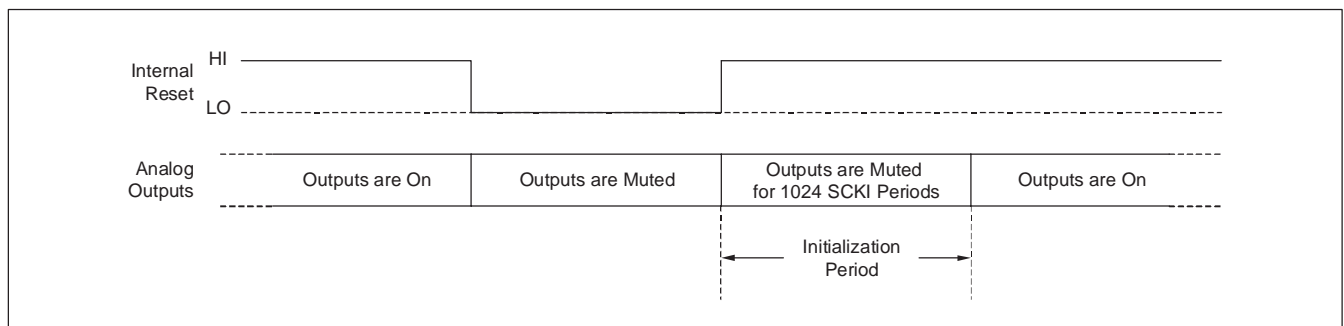 Internal
Reset
HI
LO
Analog
Outputs
Outputs are On
Outputs are Muted
Outputs are Muted
for 1024 SCKI Periods
Outputs are On
Initialization
Period